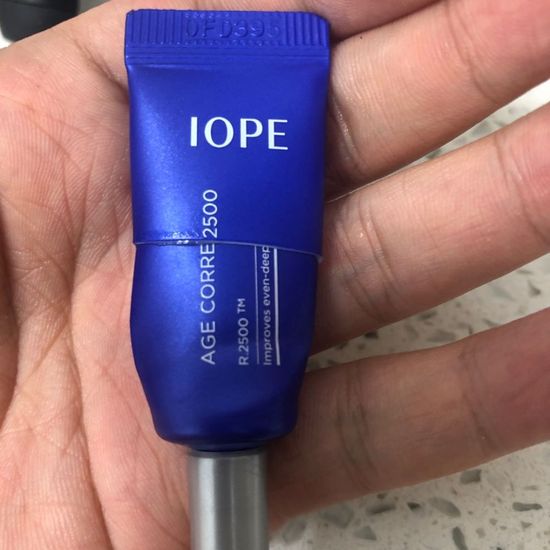 IOPE
AGE CORRE 2500
R.2500 TM
Improves even-deep